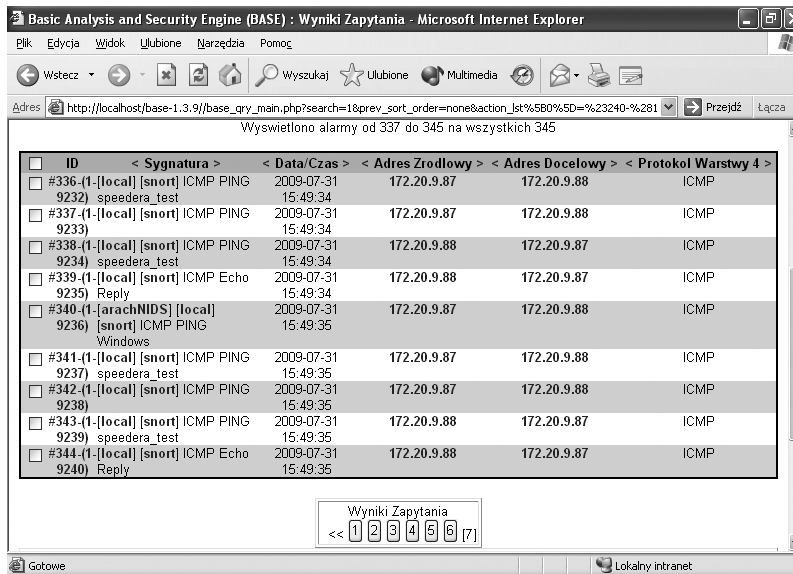 Basic Analysis and Security Engine (BASE) : Wyniki Zapytania - Microsoft Internet Explorer
Plik Edycja Widok Ulubione Narzędzia Pomoc
Wstecz Wyszukaj Ulubione Multimedia
Adres http://localhost/base-1.3.9//base_qry_main.php?search=1&prev_sort_order=none&action_lst%5B0%5D=%23240-%281 Przejdź Łącza
Wyswietlono alarmy od 337 do 345 na wszystkich 345
ID < Sygnatura > < Data/Czas > < Adres Zrodlowy > < Adres Docelowy > < Protokol Warstwy 4 >
#336-(1- [local] [snort] ICMP PING 2009-07-31 172.20.9.87 172.20.9.88 ICMP
9232) speedera_test 15:49:34
#337-(1- [local] [snort] ICMP PING 2009-07-31 172.20.9.87 172.20.9.88 ICMP
9233) 15:49:34
#338-(1- [local] [snort] ICMP PING 2009-07-31 172.20.9.88 172.20.9.87 ICMP
9234) speedera_test 15:49:34
#339-(1- [local] [snort] ICMP Echo 2009-07-31 172.20.9.88 172.20.9.87 ICMP
9235) Reply 15:49:34
#340-(1- [arachNIDS] [local] 2009-07-31 172.20.9.87 172.20.9.88 ICMP
9236) [snort] ICMP PING 15:49:35
Windows
#341-(1- [local] [snort] ICMP PING 2009-07-31 172.20.9.87 172.20.9.88 ICMP
9237) speedera_test 15:49:35
#342-(1- [local] [snort] ICMP PING 2009-07-31 172.20.9.87 172.20.9.88 ICMP
9238) 15:49:35
#343-(1- [local] [snort] ICMP PING 2009-07-31 172.20.9.88 172.20.9.87 ICMP
9239) speedera_test 15:49:35
#344-(1- [local] [snort] ICMP Echo 2009-07-31 172.20.9.88 172.20.9.87 ICMP
9240) Reply 15:49:35
Wyniki Zapytania
<< 1 2 3 4 5 6 [7]
Gotowe Lokalny intranet